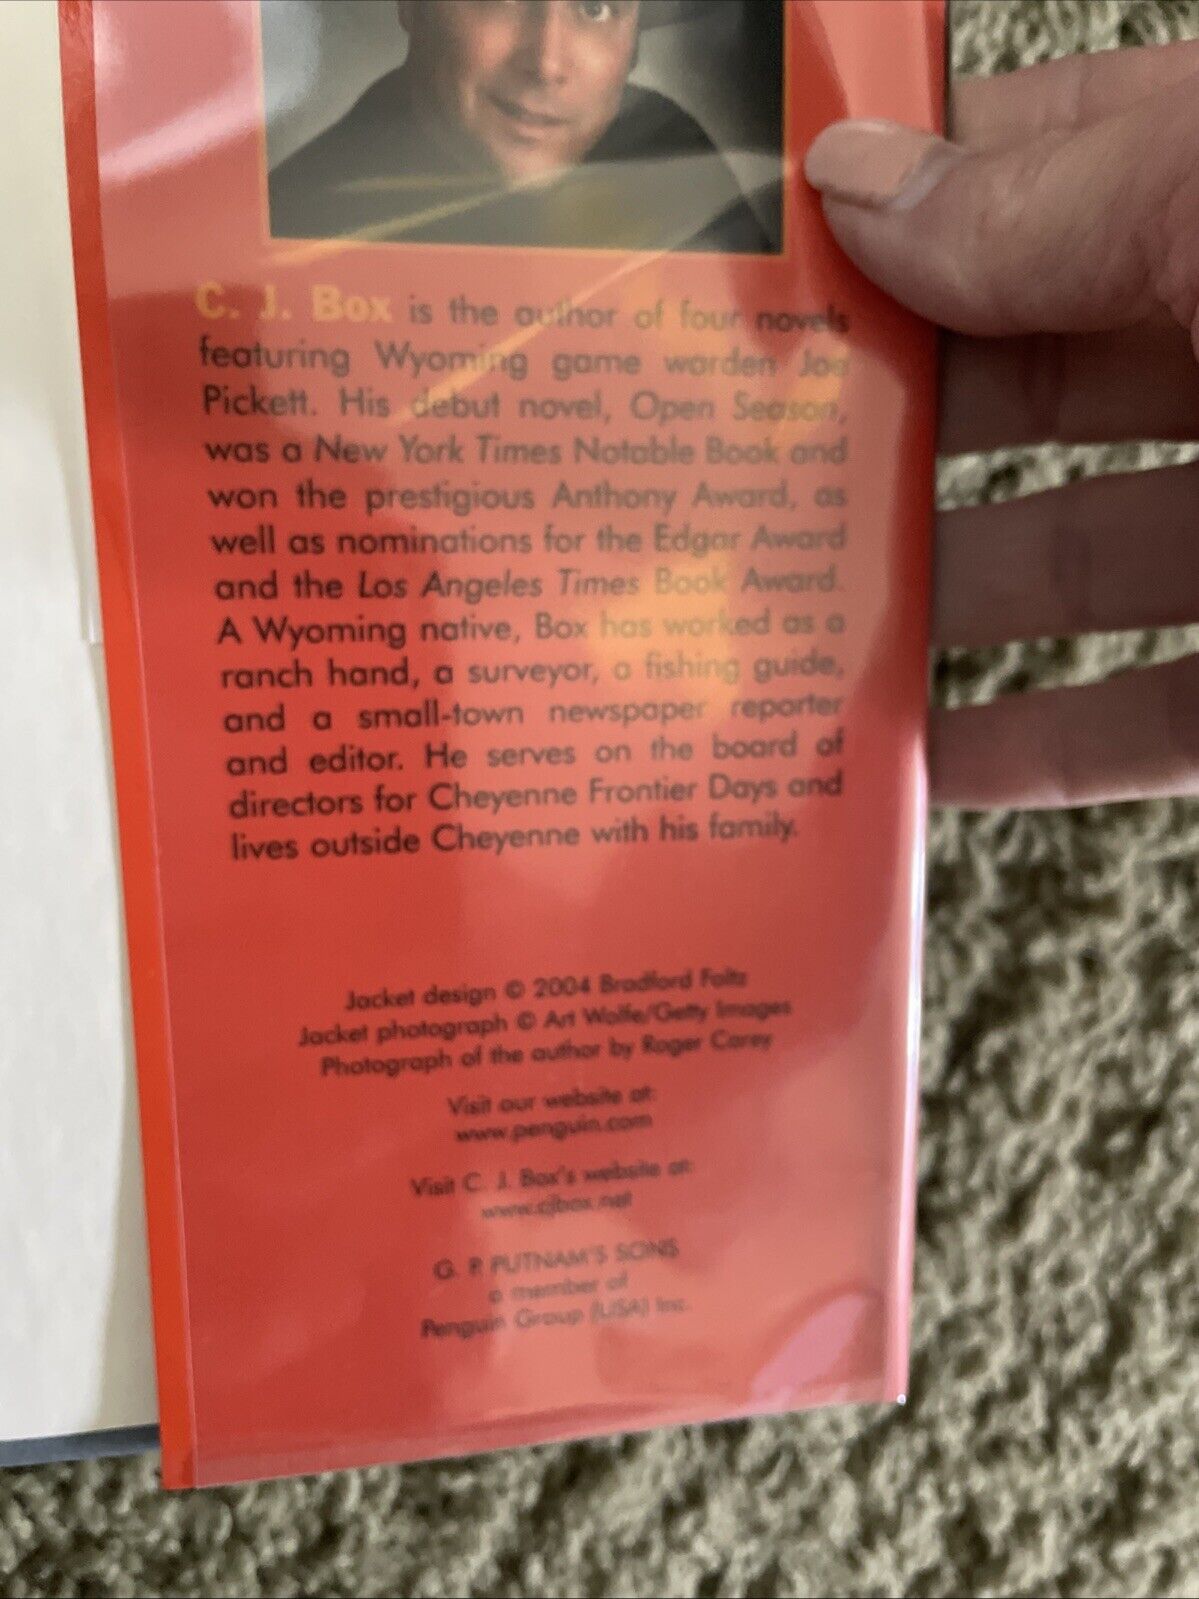 C. J. Box is the author of four novels
featuring Wyoming game warden Joe
Pickett. His debut novel, Open Season,
was a New York Times Notable Book and
won the prestigious Anthony Award, as
well as nominations for the Edgar Award
and the Los Angeles Times Book Award.
A Wyoming native, Box has worked as a
ranch hand, a surveyor, a fishing guide,
and a small-town newspaper reporter
and editor. He serves on the board of
directors for Cheyenne Frontier Days and
lives outside Cheyenne with his family.
Jacket design © 2004 Bradford Foltz
Jacket photograph © Art Wolfe/Getty Images
Photograph of the author by Roger Carey
Visit our website at:
www.penguin.com
Visit C. J. Box's website at:
www.cjbox.net
G. P. PUTNAM'S SONS
a member of
Penguin Group (USA) Inc.